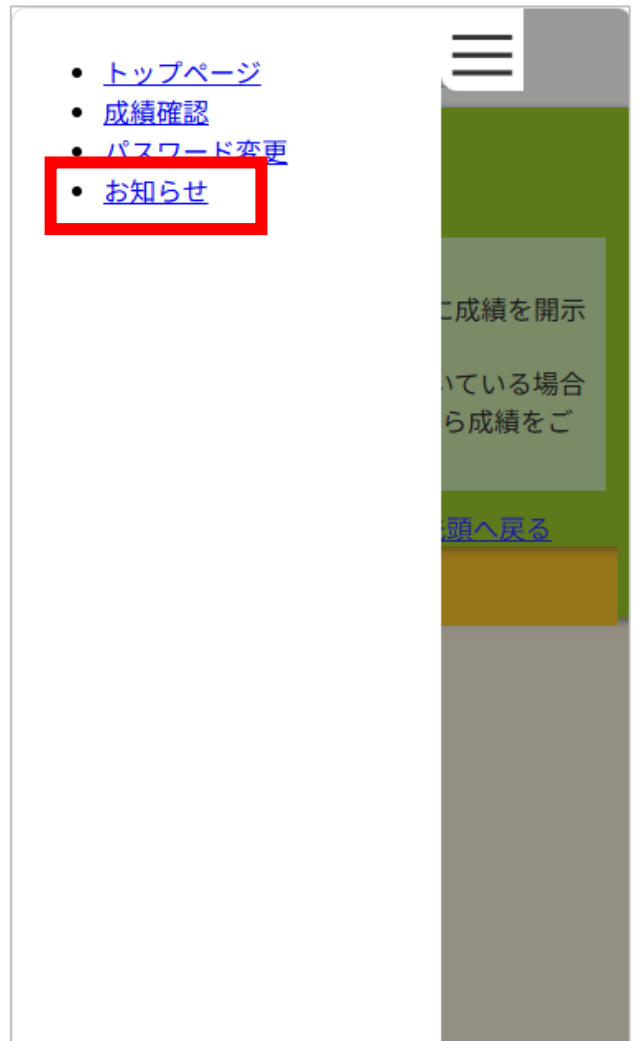 トップページ
成績確認
パスワード変更
お知らせ
に成績を開示
いている場合
ら成績をご
頭へ戻る